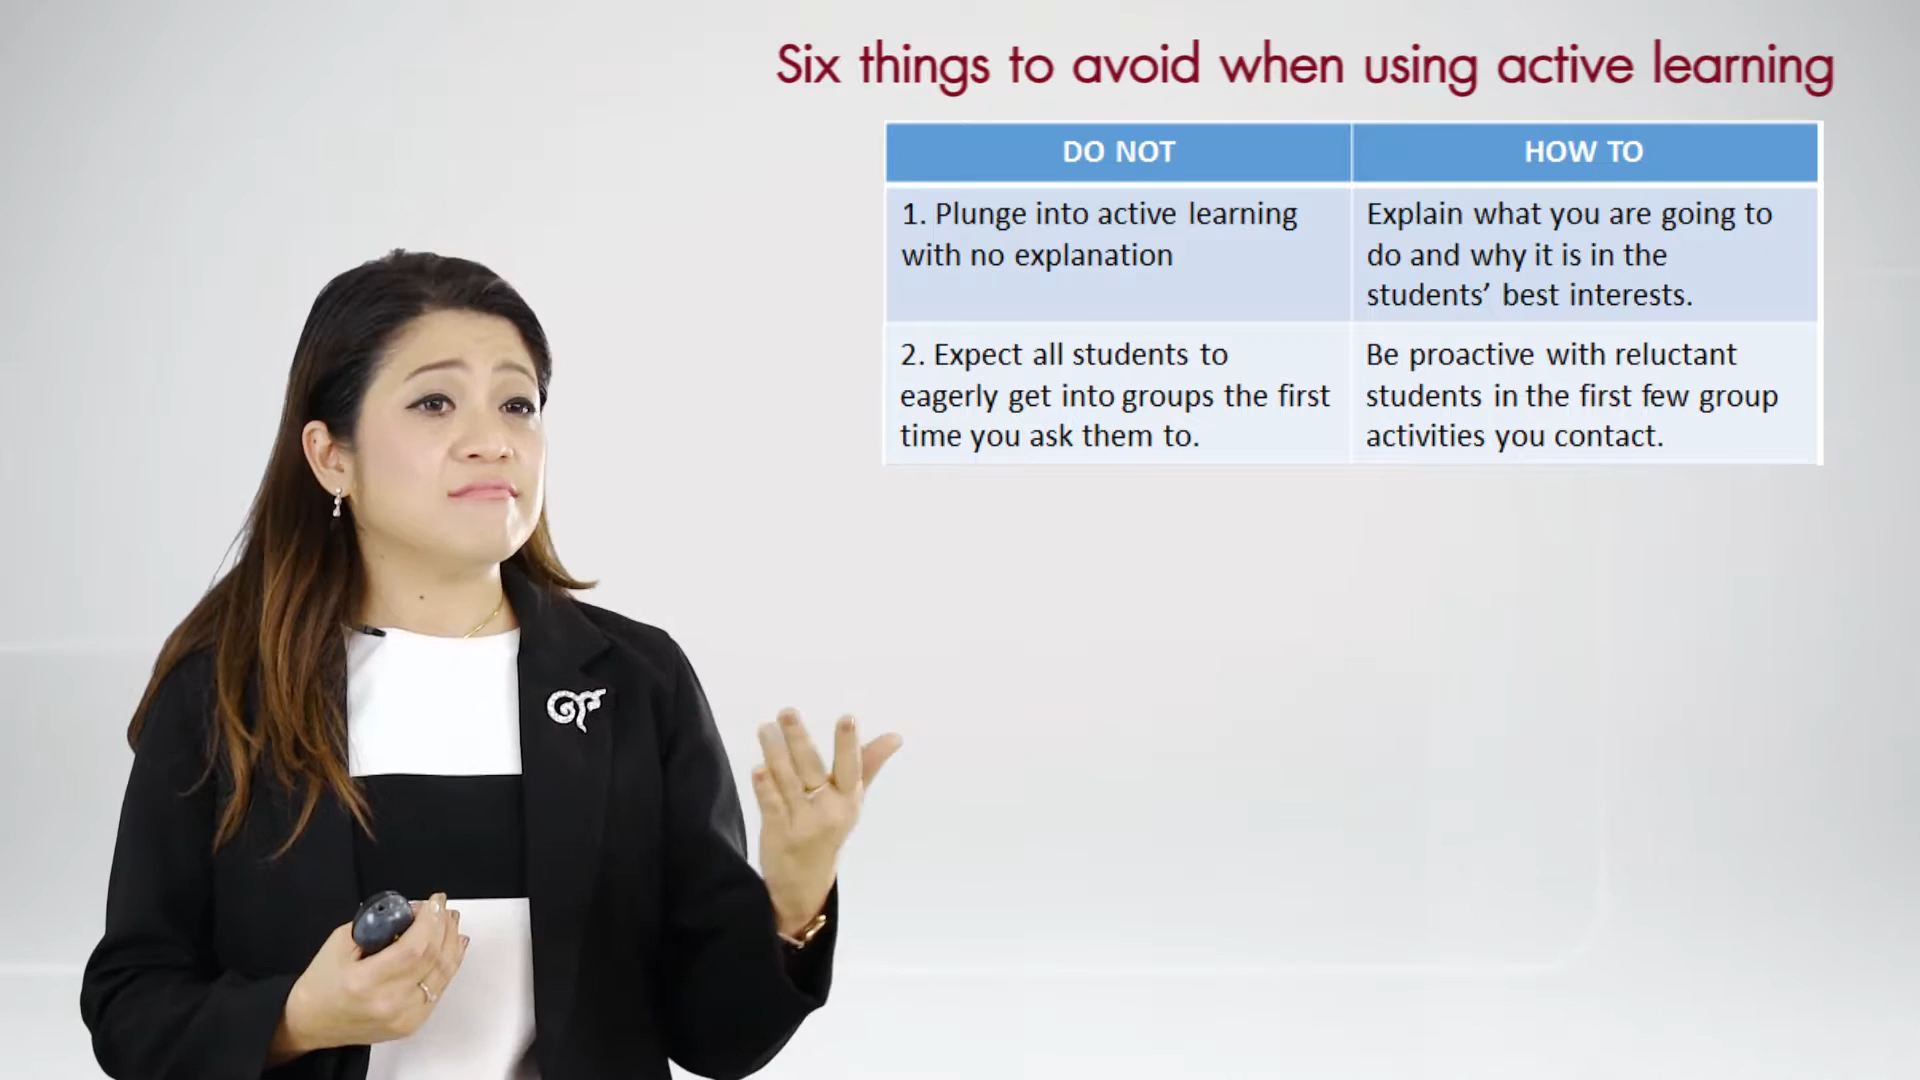 Six things to avoid when using active learning
DO NOT
HOW TO
1. Plunge into active learning
with no explanation
Explain what you are going to
do and why it is in the
students’ best interests.
2. Expect all students to
eagerly get into groups the first
time you ask them to.
Be proactive with reluctant
students in the first few group
activities you contact.